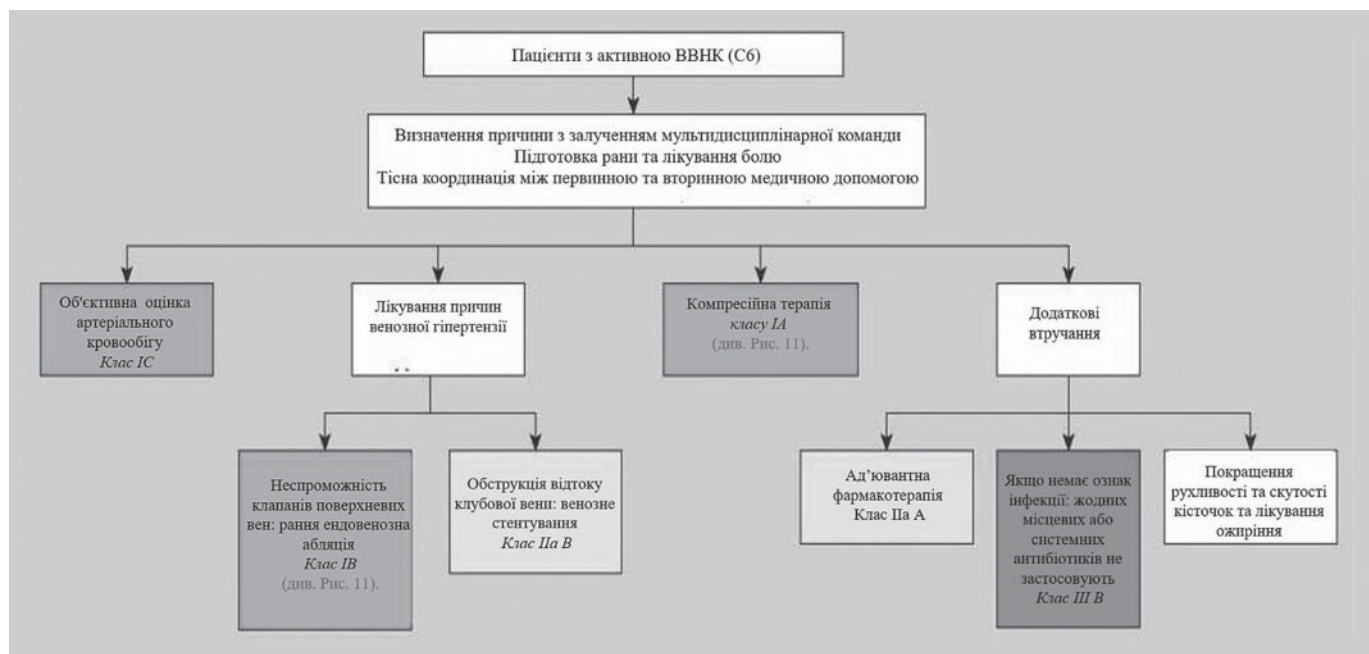 Пацієнти з активною ВВНК (С6)
Визначення причини з залученням мультидисциплінарної команди
Підготовка рани та лікування болю
Тісна координація між первинною та вторинною медичною допомогою
Об'єктивна оцінка
артеріального
кровообігу
Клас IC
Лікування причин
венозної гіпертензії
Компресійна терапія
класу IA
(див. Рис. 11).
Додаткові
втручання
Неспроможність
клапанів поверхневих
вен: рання ендовенозна
абляція
Клас IB
(див. Рис. 11).
Обструкція відтоку
клубової вени: венозне
стентування
Клас IIa B
Ад’ювантна
фармакотерапія
Клас IIa A
Якщо немає ознак
інфекції: жодних
місцевих або
системних
антибіотиків не
застосовують
Клас III B
Покращення
рухливості та скутості
кісточок та лікування
ожиріння